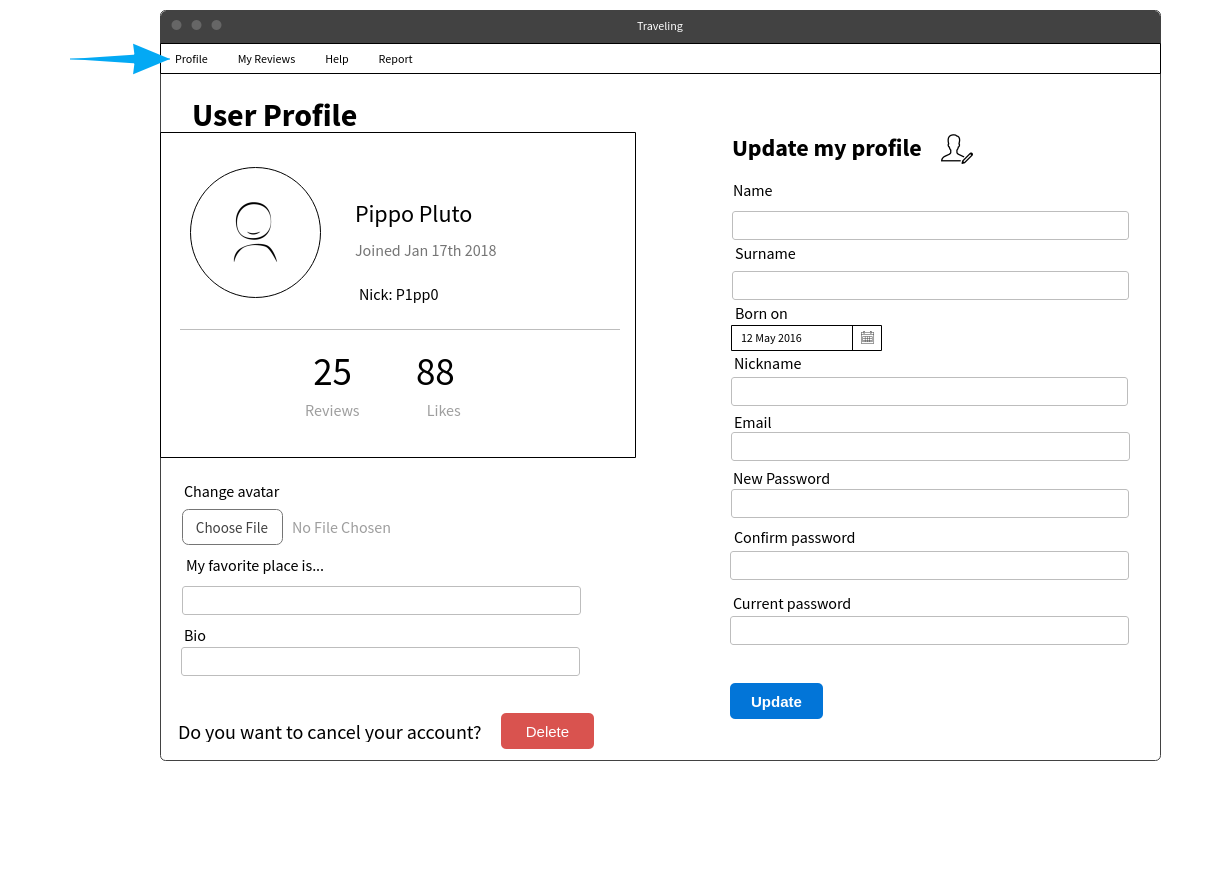 Traveling
Profile My Reviews Help Report
User Profile
Pippo Pluto
Joined Jan 17th 2018
Nick: P1pp0
25 88
Reviews Likes
Change avatar
Choose File No File Chosen
My favorite place is...
Bio
Do you want to cancel your account? Delete
Update my profile
Name
Surname
Born on
12 May 2016
Nickname
Email
New Password
Confirm password
Current password
Update